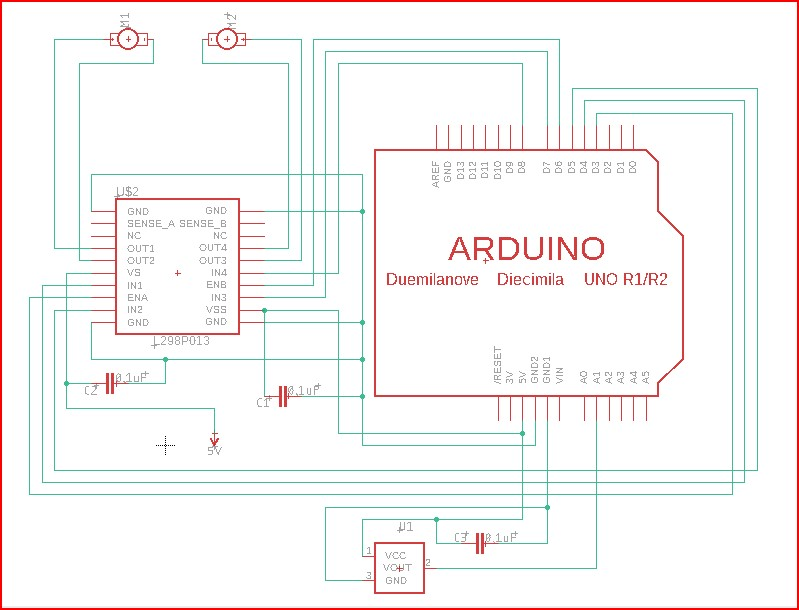 M1
M2
AREF
GND
D13
D12
D11
D10
D9
D8
D7
D6
D5
D4
D3
D2
D1
D0
U$2
GND GND
SENSE_A SENSE_B
NC NC
OUT1 OUT4
OUT2 OUT3
VS IN4
IN1 ENB
ENA IN3
IN2 VSS
GND GND
L298P013
ARDUINO
Duemilanove Diecimila UNO R1/R2
/RESET
3V
5V
GND2
GND1
VIN
A0
A1
A2
A3
A4
A5
C2 0,1uF
C1 0,1uF
5V
U1
C3 0,1uF
1 VCC
VOUT 2
3 GND